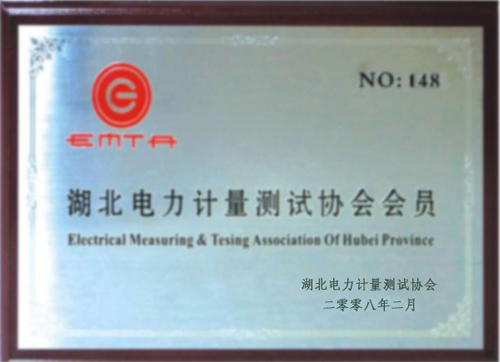 NO: 148
EMTA
湖北电力计量测试协会会员
Electrical Measuring & Tesing Association Of Hubei Province
湖北电力计量测试协会
二零零八年二月